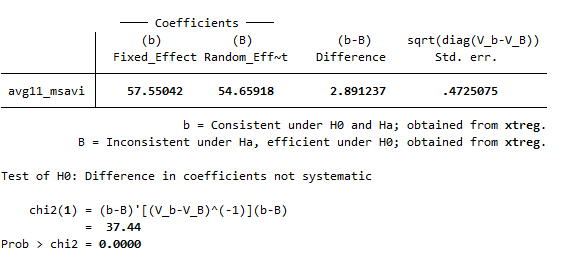 Coefficients
(b) (B) (b-B) sqrt(diag(V_b-V_B))
Fixed_Effect Random_Eff~t Difference Std. err.
avg11_msavi 57.55042 54.65918 2.891237 .4725075
b = Consistent under H0 and Ha; obtained from xtreg.
B = Inconsistent under Ha, efficient under H0; obtained from xtreg.
Test of H0: Difference in coefficients not systematic
chi2(1) = (b-B)'[(V_b-V_B)^(-1)](b-B)
= 37.44
Prob > chi2 = 0.0000